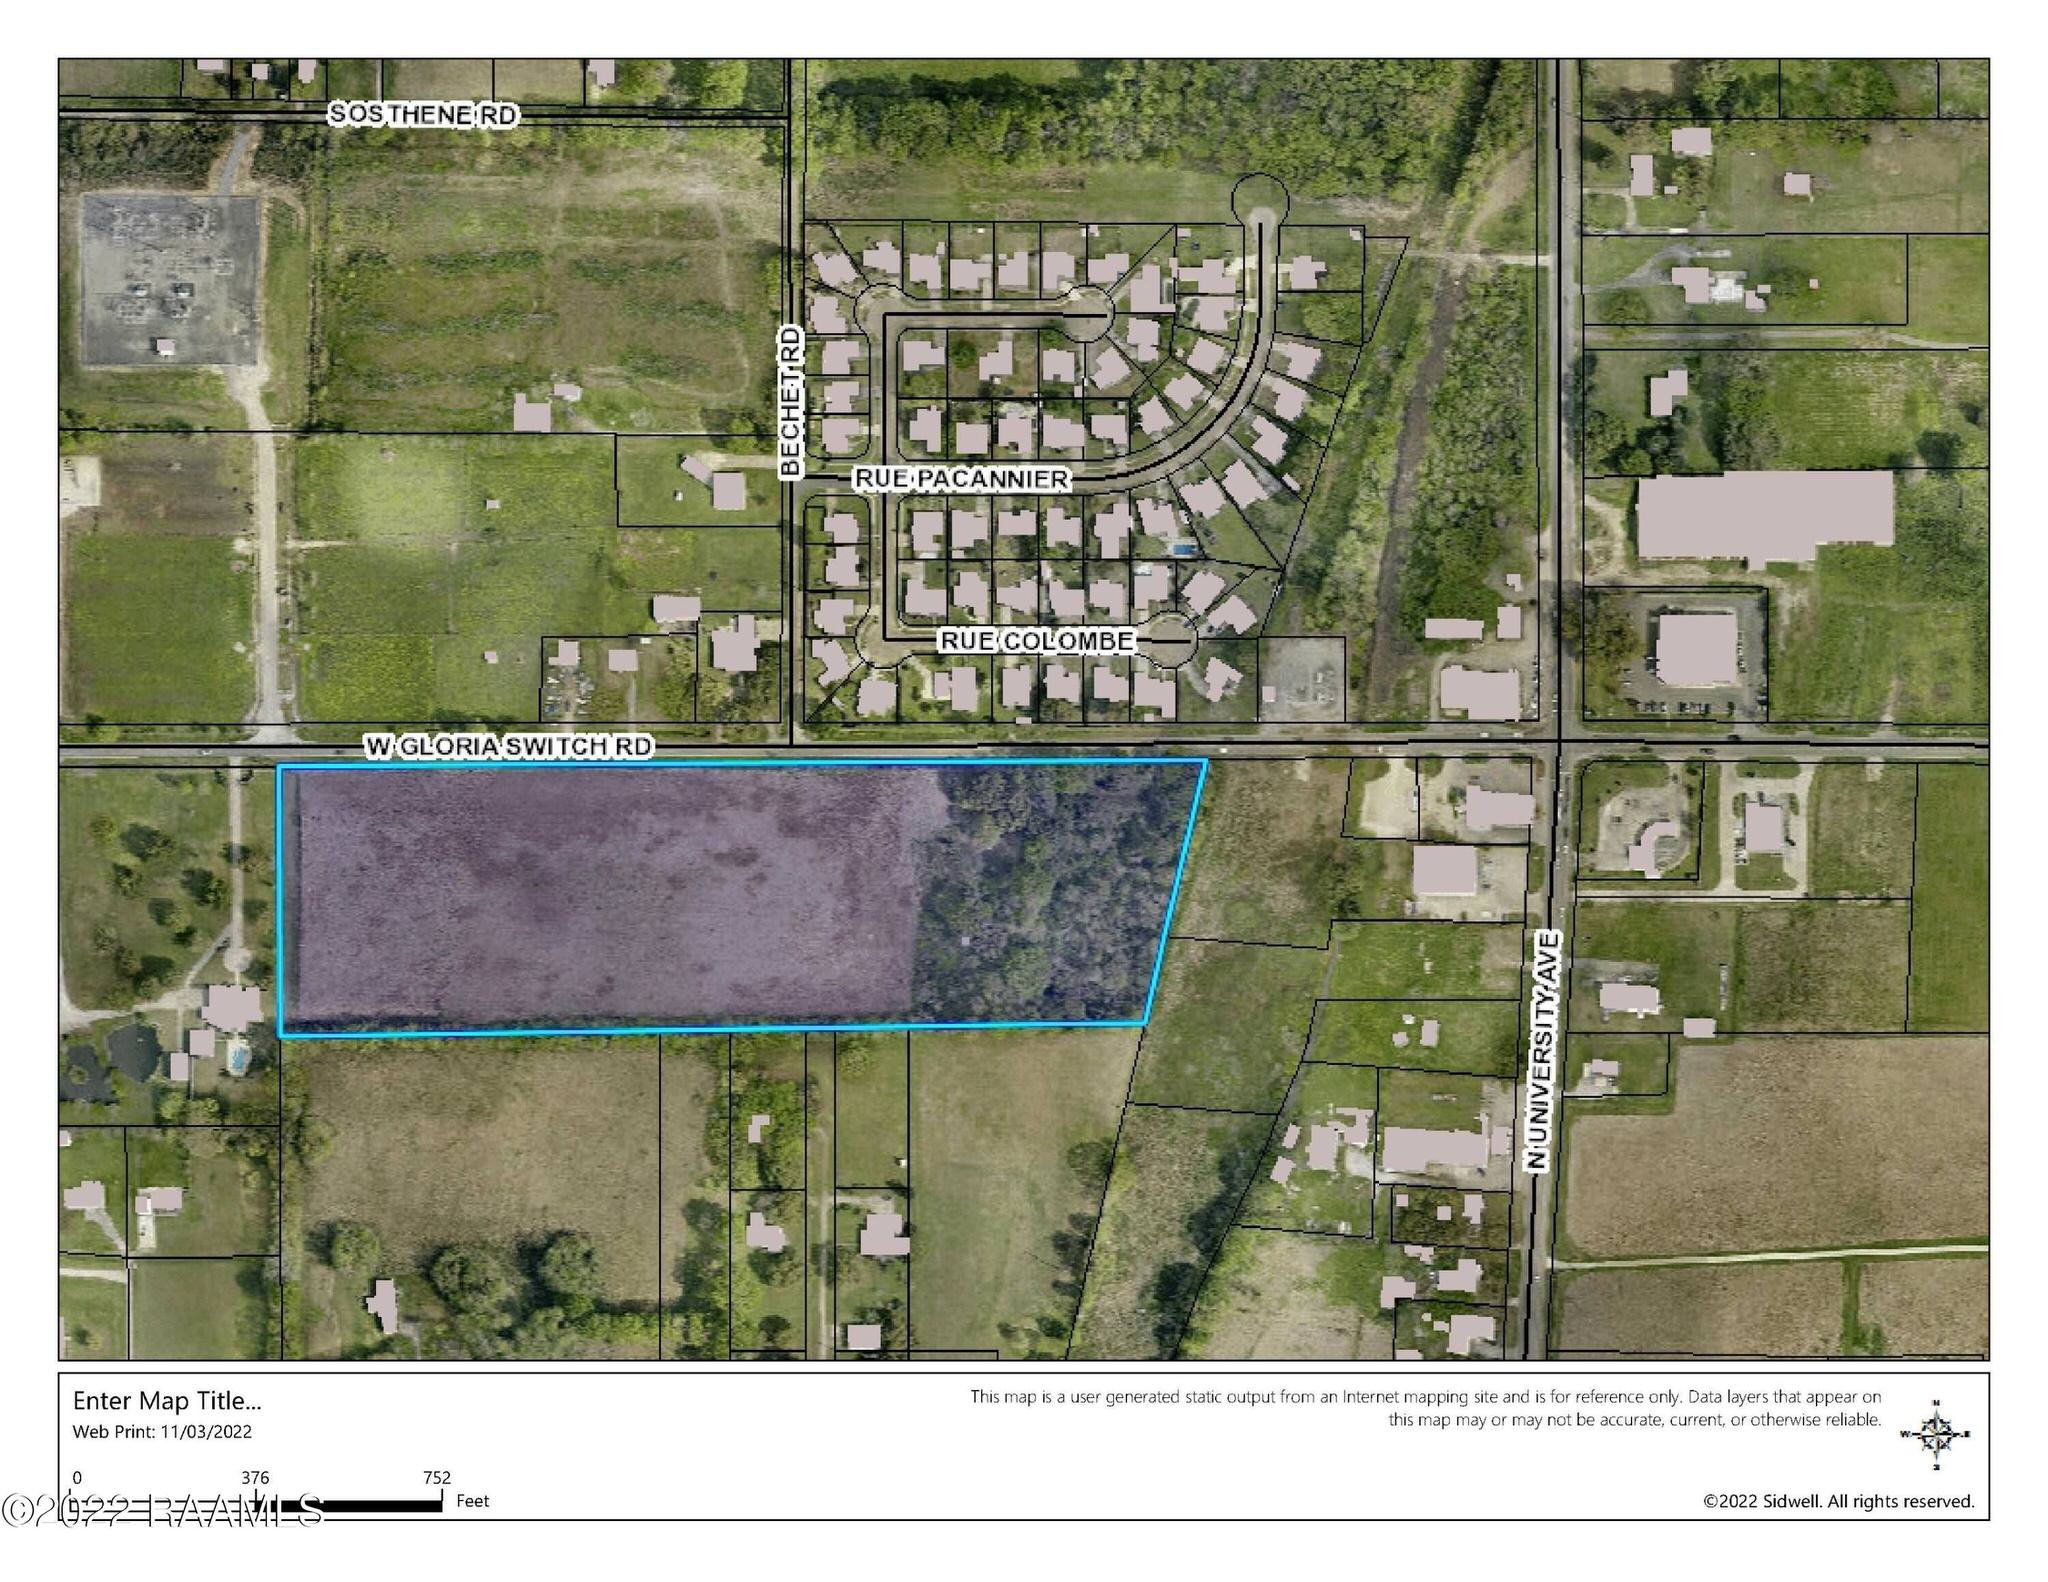 SOSTHENE RD
BECHET RD
RUE PACANNIER
RUE COLOMBE
W GLORIA SWITCH RD
N UNIVERSITY AVE
Enter Map Title...
Web Print: 11/03/2022
This map is a user generated static output from an Internet mapping site and is for reference only. Data layers that appear on
this map may or may not be accurate, current, or otherwise reliable.
N
W E
S
0 376 752
Feet
©2022 RAAMLS
©2022 Sidwell. All rights reserved.